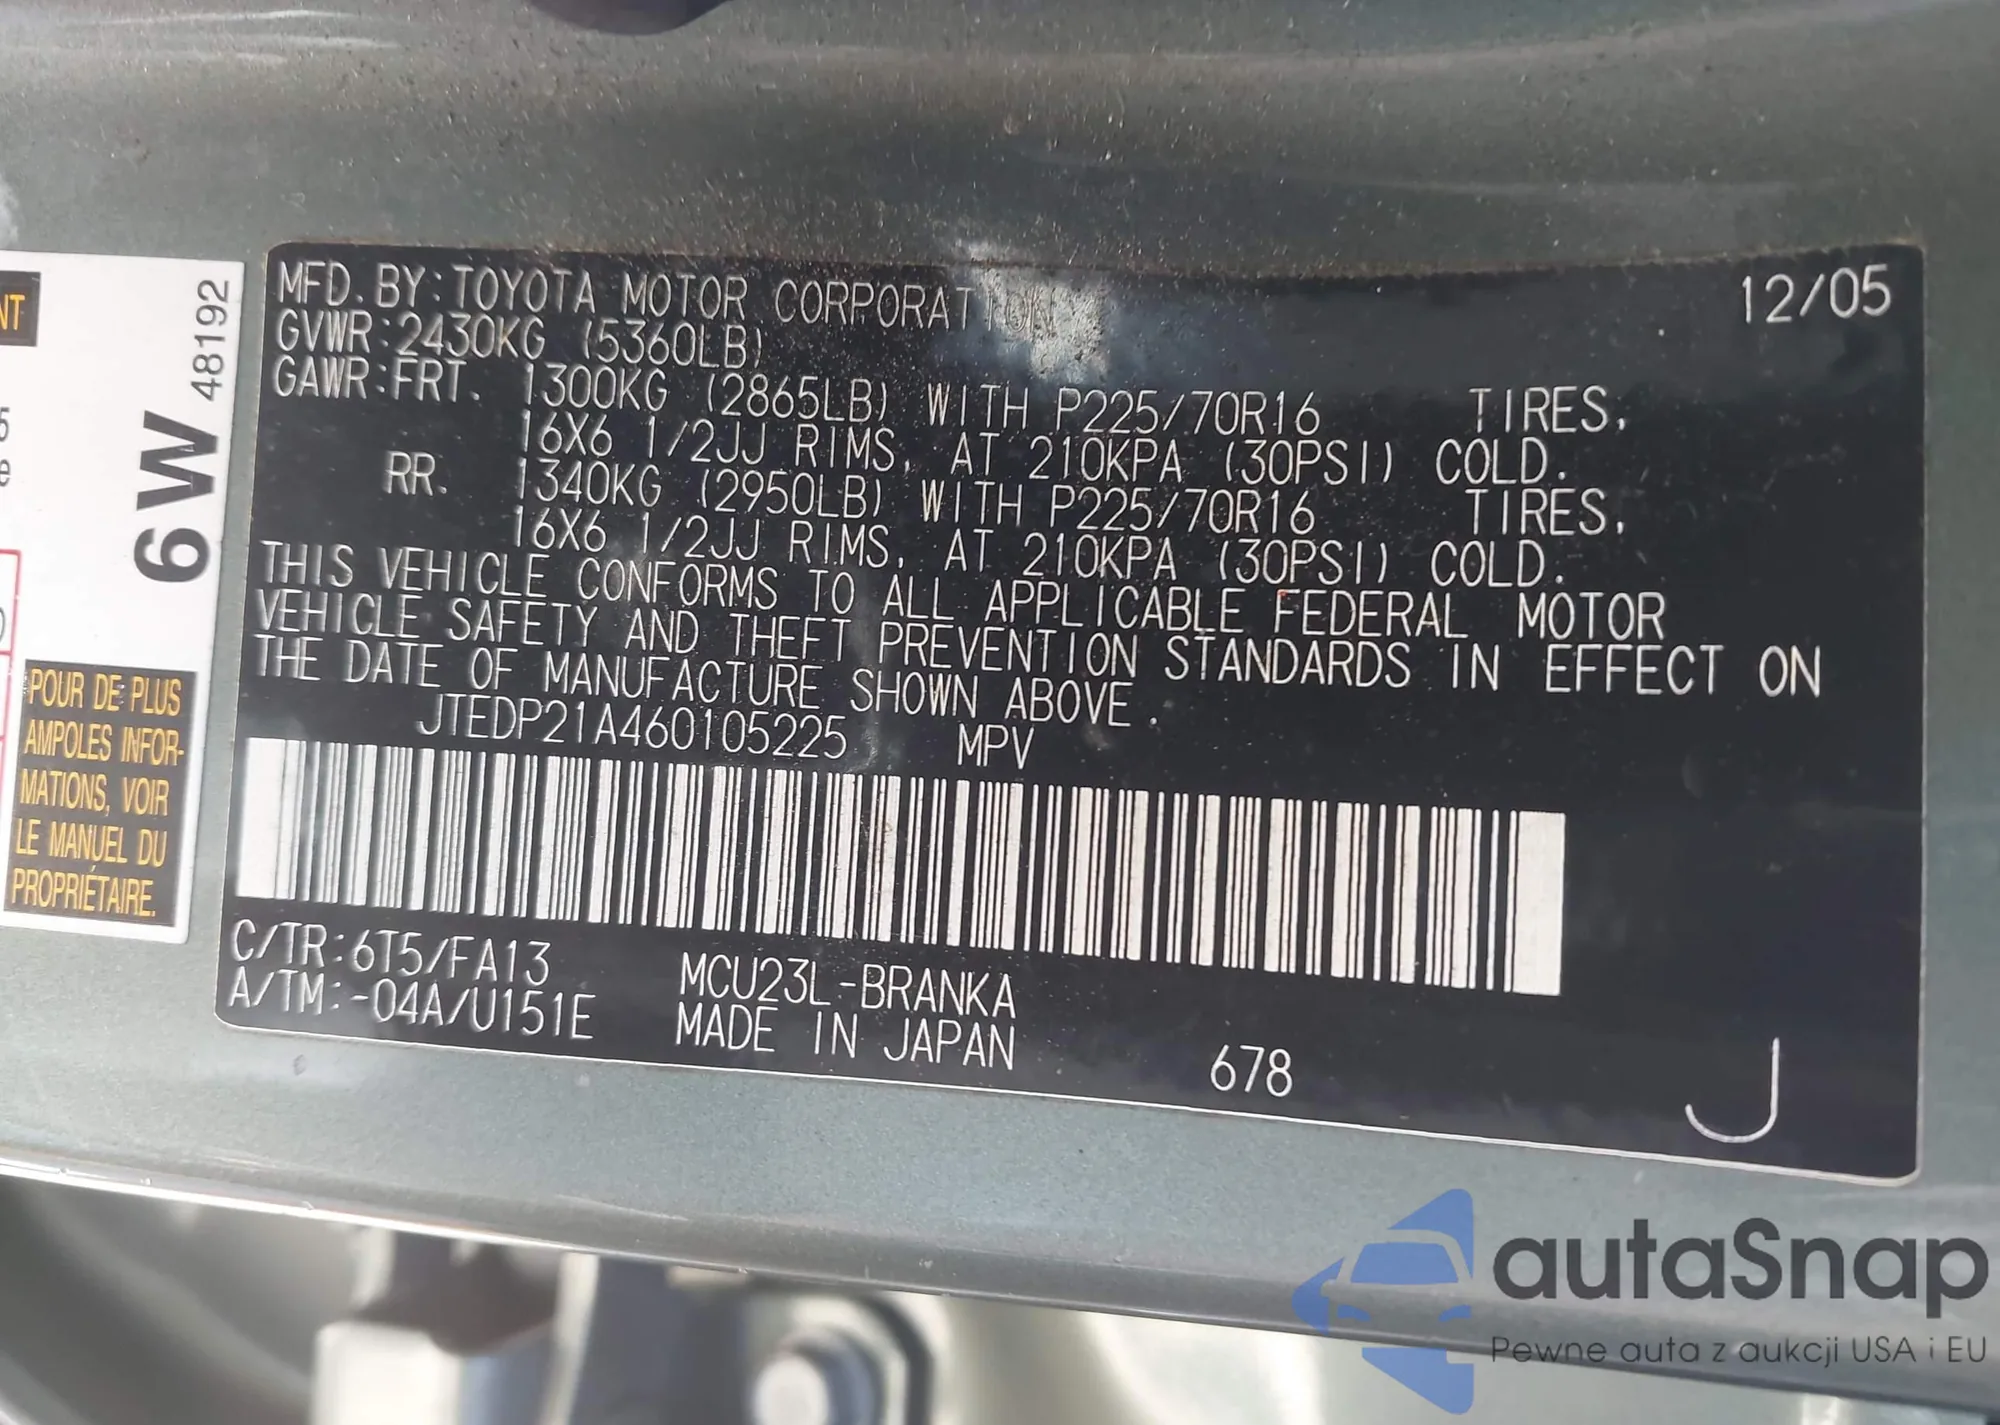 NT
5
e
6W
48192
POUR DE PLUS
AMPOLES INFOR-
MATIONS, VOIR
LE MANUEL DU
PROPRIÉTAIRE.
MFD. BY:TOYOTA MOTOR CORPORATION 12/05
GVWR:2430KG (5360LB)
GAWR:FRT. 1300KG (2865LB) WITH P225/70R16 TIRES,
16X6 1/2JJ RIMS, AT 210KPA (30PSI) COLD.
RR. 1340KG (2950LB) WITH P225/70R16 TIRES,
16X6 1/2JJ RIMS, AT 210KPA (30PSI) COLD.
THIS VEHICLE CONFORMS TO ALL APPLICABLE FEDERAL MOTOR
VEHICLE SAFETY AND THEFT PREVENTION STANDARDS IN EFFECT ON
THE DATE OF MANUFACTURE SHOWN ABOVE.
JTEDP21A460105225 MPV
C/TR:6T5/FA13 MCU23L-BRANKA
A/TM:-04A/U151E MADE IN JAPAN 678
J
autaSnap
Pewne auta z aukcji USA i EU